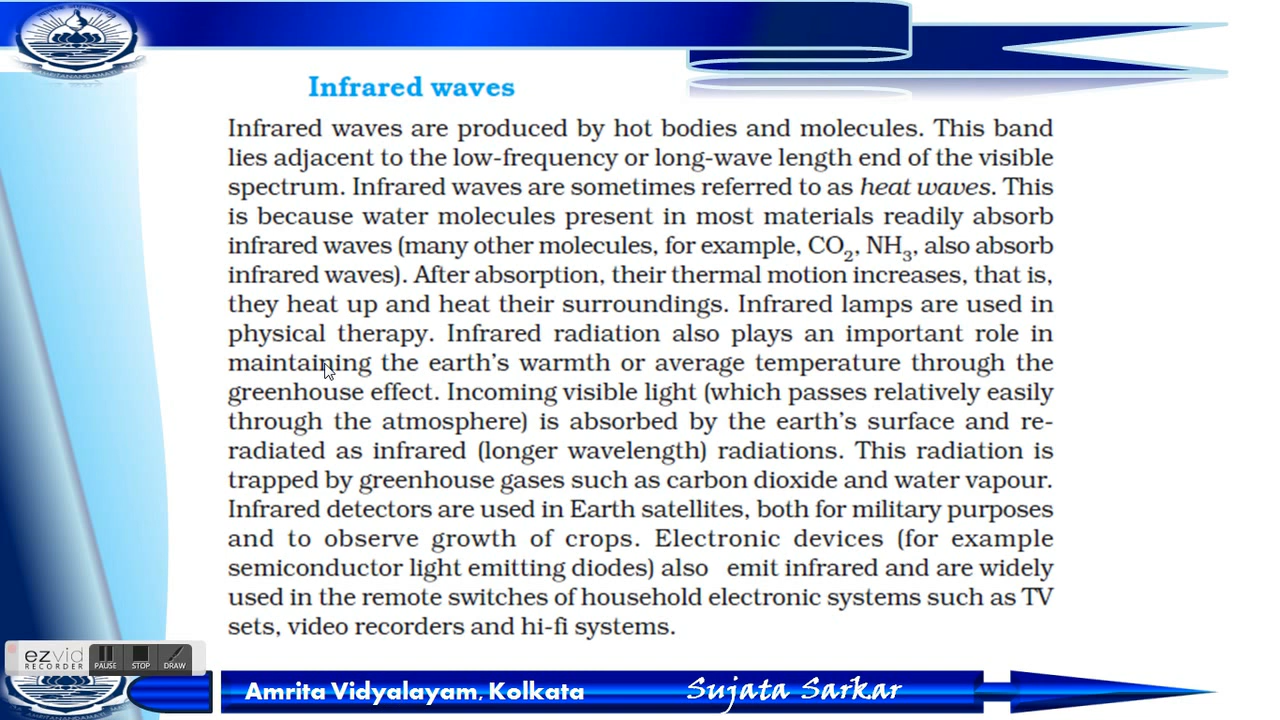 Infrared waves
Infrared waves are produced by hot bodies and molecules. This band
lies adjacent to the low-frequency or long-wave length end of the visible
spectrum. Infrared waves are sometimes referred to as heat waves. This
is because water molecules present in most materials readily absorb
infrared waves (many other molecules, for example, CO₂, NH₃, also absorb
infrared waves). After absorption, their thermal motion increases, that is,
they heat up and heat their surroundings. Infrared lamps are used in
physical therapy. Infrared radiation also plays an important role in
maintaining the earth's warmth or average temperature through the
greenhouse effect. Incoming visible light (which passes relatively easily
through the atmosphere) is absorbed by the earth's surface and re-
radiated as infrared (longer wavelength) radiations. This radiation is
trapped by greenhouse gases such as carbon dioxide and water vapour.
Infrared detectors are used in Earth satellites, both for military purposes
and to observe growth of crops. Electronic devices (for example
semiconductor light emitting diodes) also emit infrared and are widely
used in the remote switches of household electronic systems such as TV
sets, video recorders and hi-fi systems.
ezvid
RECORDER
PAUSE
STOP
DRAW
Amrita Vidyalayam, Kolkata
Sujata Sarkar